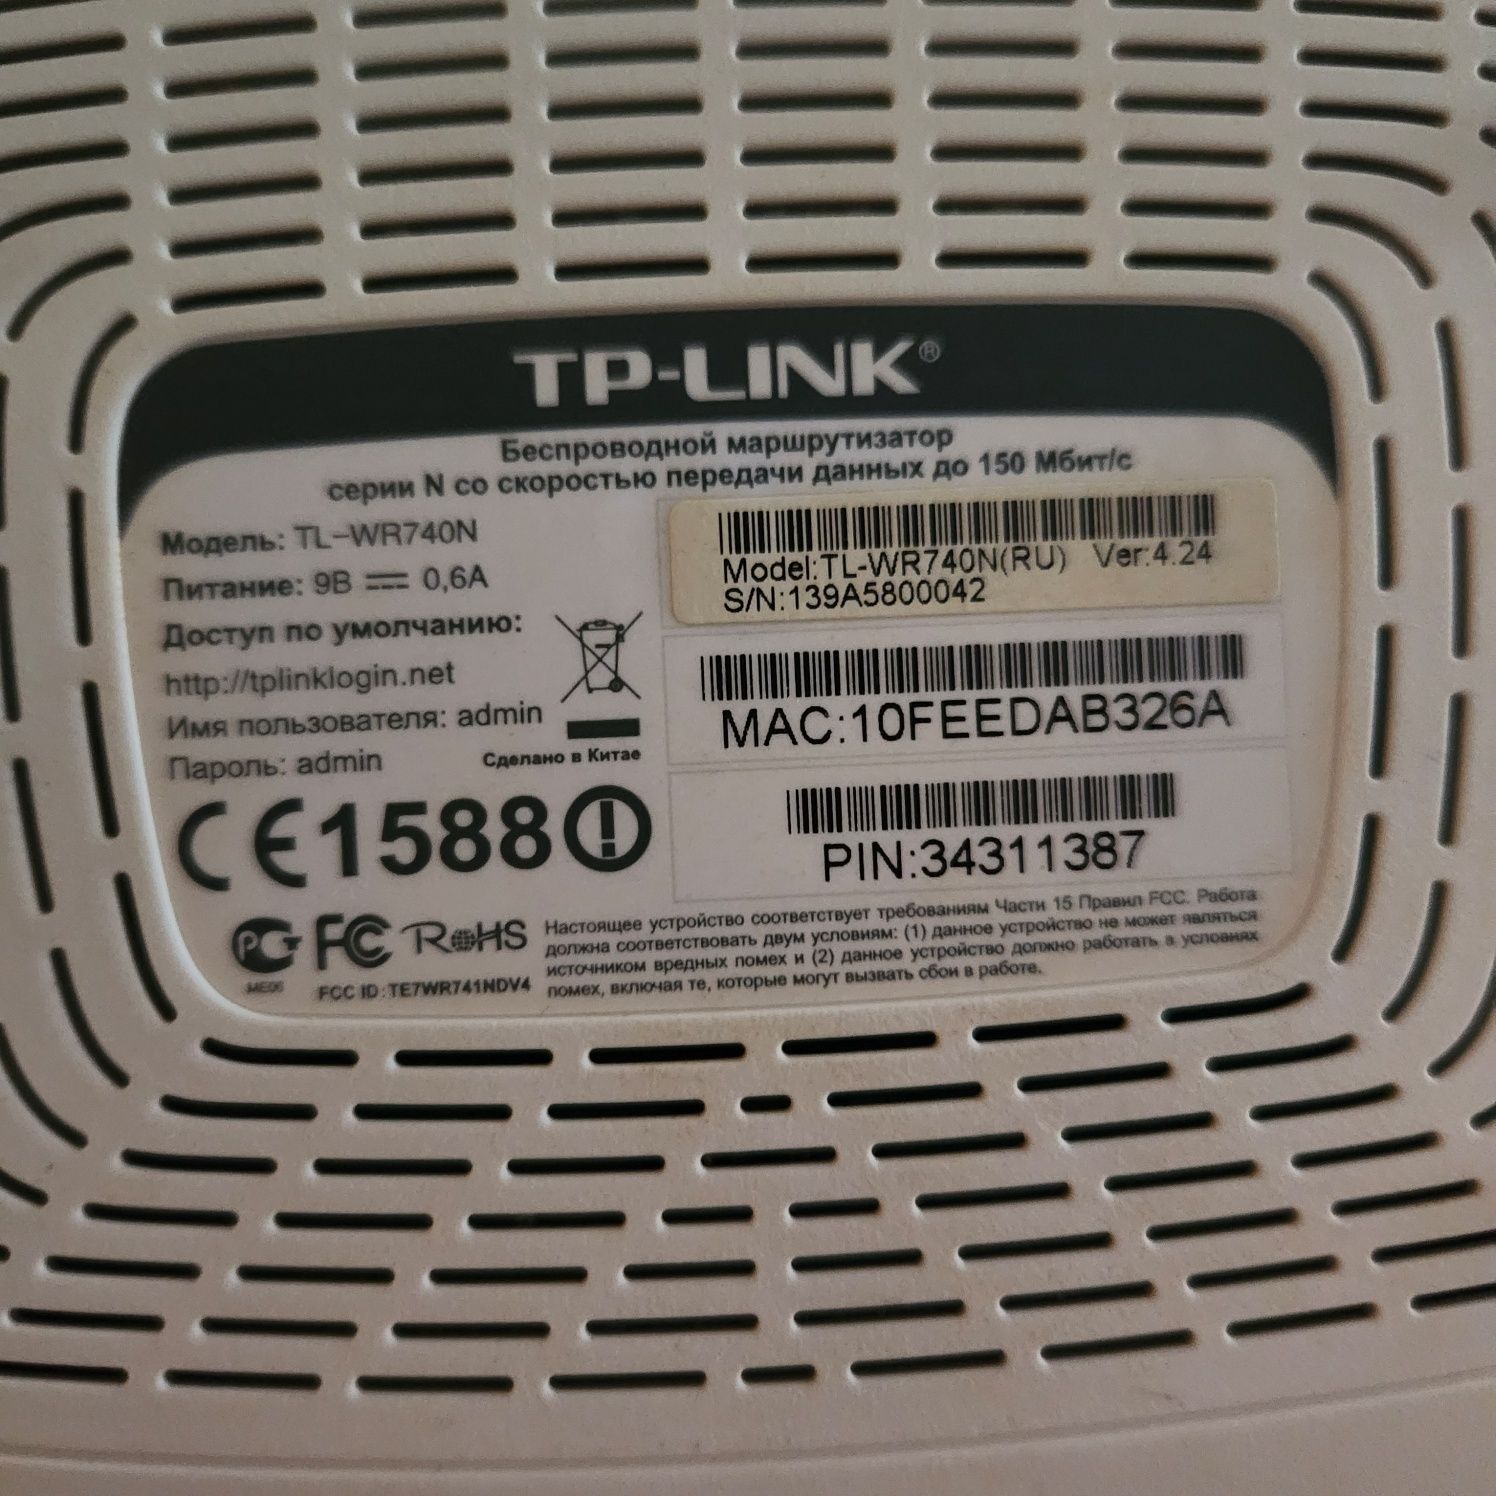 TP-LINK®
Беспроводной маршрутизатор
серии N со скоростью передачи данных до 150 Мбит/с
Модель: TL-WR740N
Питание: 9В 0,6А
Доступ по умолчанию:
http://tplinklogin.net
Имя пользователя: admin
Пароль: admin
Сделано в Китае
Model:TL-WR740N(RU) Ver:4.24
S/N:139A5800042
MAC:10FEEDAB326A
PIN:34311387
CE1588
РСТ FC RoHS
ME06
FCC ID:TE7WR741NDV4
Настоящее устройство соответствует требованиям Части 15 Правил FCC. Работа
должна соответствовать двум условиям: (1) данное устройство не может являться
источником вредных помех и (2) данное устройство должно работать в условиях
помех, включая те, которые могут вызвать сбои в работе.